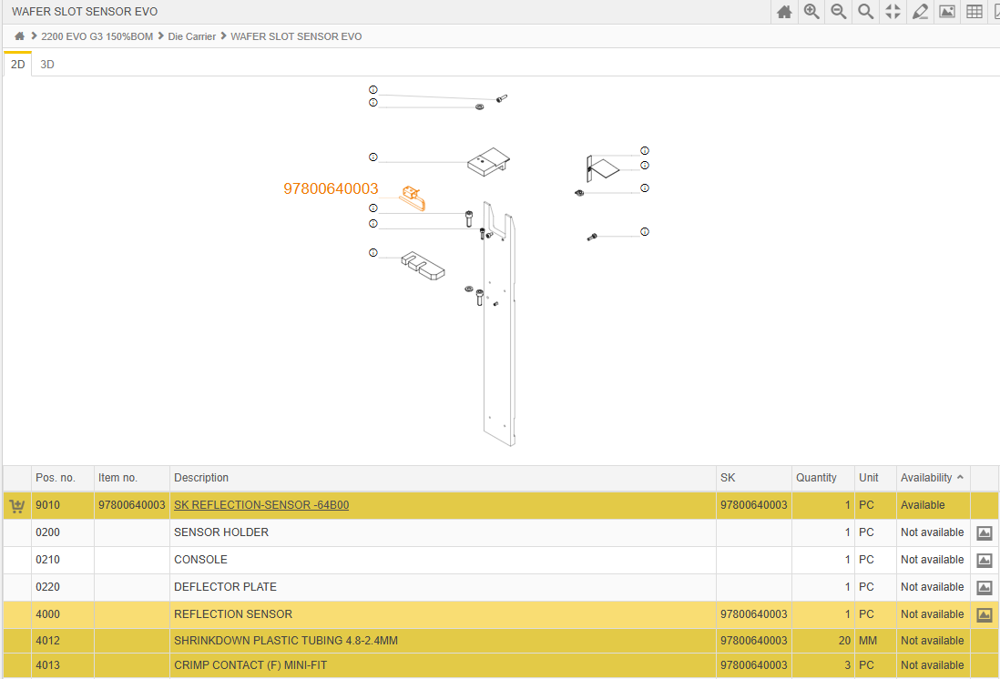 WAFER SLOT SENSOR EVO
2200 EVO G3 150%BOM Die Carrier WAFER SLOT SENSOR EVO
2D 3D
97800640003
Pos. no. Item no. Description SK Quantity Unit Availability
9010 97800640003 SK REFLECTION-SENSOR -64B00 97800640003 1 PC Available
0200 SENSOR HOLDER 1 PC Not available
0210 CONSOLE 1 PC Not available
0220 DEFLECTOR PLATE 1 PC Not available
4000 REFLECTION SENSOR 97800640003 1 PC Not available
4012 SHRINKDOWN PLASTIC TUBING 4.8-2.4MM 97800640003 20 MM Not available
4013 CRIMP CONTACT (F) MINI-FIT 97800640003 3 PC Not available